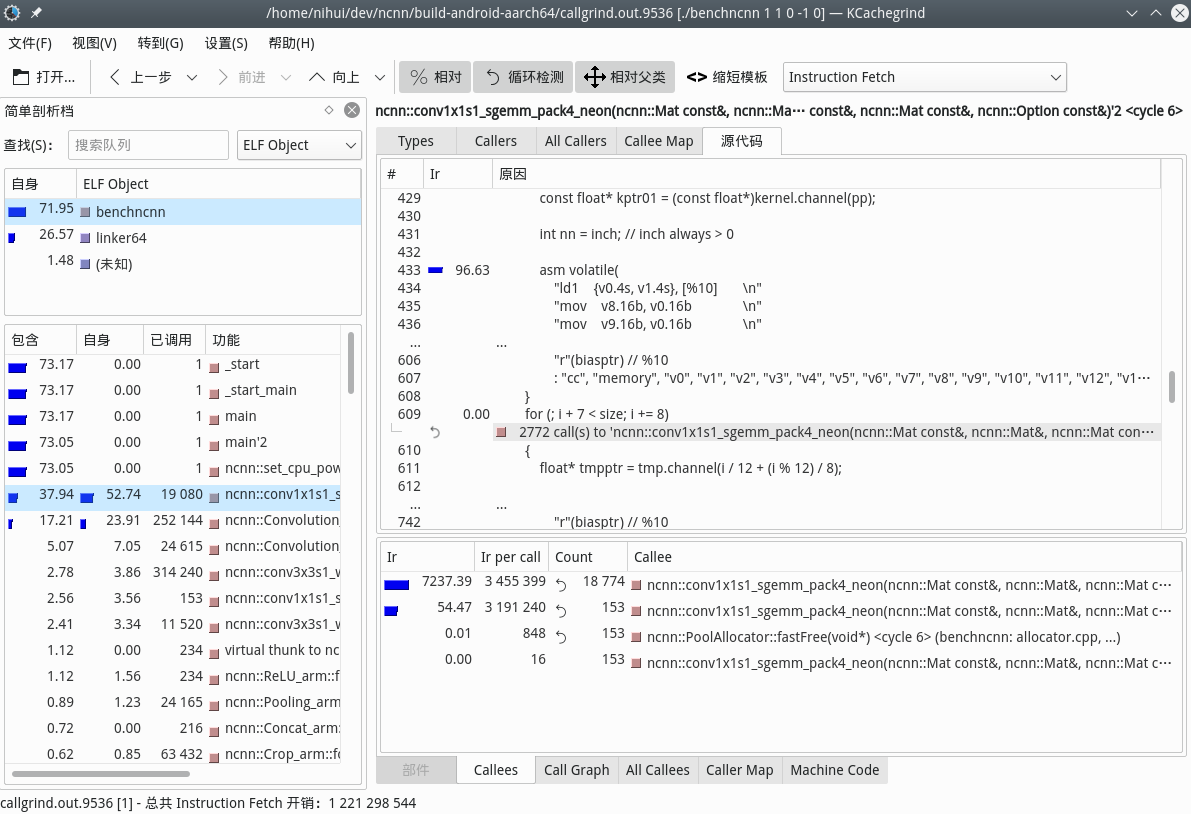 /home/nihui/dev/ncnn/build-android-aarch64/callgrind.out.9536 [./benchncnn 1 1 0 -1 0] — KCachegrind
文件(F) 视图(V) 转到(G) 设置(S) 帮助(H)
打开... 上一步 前进 向上 相对 循环检测 相对父类 <> 缩短模板 Instruction Fetch
简单剖析档
查找(S)： 搜索队列 ELF Object
自身 ELF Object
71.95 benchncnn
26.57 linker64
1.48 (未知)
包含 自身 已调用 功能
73.17 0.00 1 _start
73.17 0.00 1 _start_main
73.17 0.00 1 main
73.05 0.00 1 main'2
73.05 0.00 1 ncnn::set_cpu_pow
37.94 52.74 19 080 ncnn::conv1x1s1_s
17.21 23.91 252 144 ncnn::Convolution
5.07 7.05 24 615 ncnn::Convolution
2.78 3.86 314 240 ncnn::conv3x3s1_w
2.56 3.56 153 ncnn::conv1x1s1_s
2.41 3.34 11 520 ncnn::conv3x3s1_w
1.12 0.00 234 virtual thunk to nc
1.12 1.56 234 ncnn::ReLU_arm::f
0.89 1.23 24 165 ncnn::Pooling_arm
0.72 0.00 216 ncnn::Concat_arm:
0.62 0.85 63 432 ncnn::Crop_arm::fo
ncnn::conv1x1s1_sgemm_pack4_neon(ncnn::Mat const&, ncnn::Ma··· const&, ncnn::Mat const&, ncnn::Option const&)'2 <cycle 6>
Types Callers All Callers Callee Map 源代码
# Ir 原因
429 const float* kptr01 = (const float*)kernel.channel(pp);
430
431 int nn = inch; // inch always > 0
432
433 96.63 asm volatile(
434 "ld1 {v0.4s, v1.4s}, [%10] \n"
435 "mov v8.16b, v0.16b \n"
436 "mov v9.16b, v0.16b \n"
... ...
606 "r"(biasptr) // %10
607 : "cc", "memory", "v0", "v1", "v2", "v3", "v4", "v5", "v6", "v7", "v8", "v9", "v10", "v11", "v12", "v1···
608 }
609 0.00 for (; i + 7 < size; i += 8)
2772 call(s) to 'ncnn::conv1x1s1_sgemm_pack4_neon(ncnn::Mat const&, ncnn::Mat&, ncnn::Mat con···
610 {
611 float* tmpptr = tmp.channel(i / 12 + (i % 12) / 8);
612
... ...
742 "r"(biasptr) // %10
Ir Ir per call Count Callee
7237.39 3 455 399 18 774 ncnn::conv1x1s1_sgemm_pack4_neon(ncnn::Mat const&, ncnn::Mat&, ncnn::Mat c···
54.47 3 191 240 153 ncnn::conv1x1s1_sgemm_pack4_neon(ncnn::Mat const&, ncnn::Mat&, ncnn::Mat c···
0.01 848 153 ncnn::PoolAllocator::fastFree(void*) <cycle 6> (benchncnn: allocator.cpp, ...)
0.00 16 153 ncnn::conv1x1s1_sgemm_pack4_neon(ncnn::Mat const&, ncnn::Mat&, ncnn::Mat c···
部件 Callees Call Graph All Callees Caller Map Machine Code
callgrind.out.9536 [1] - 总共 Instruction Fetch 开销： 1 221 298 544